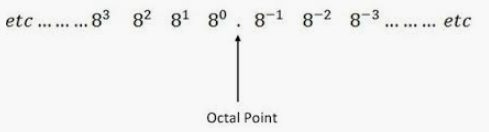 etc ... ... ... 8³ 8² 8¹ 8⁰ . 8⁻¹ 8⁻² 8⁻³ ... ... ... etc
Octal Point